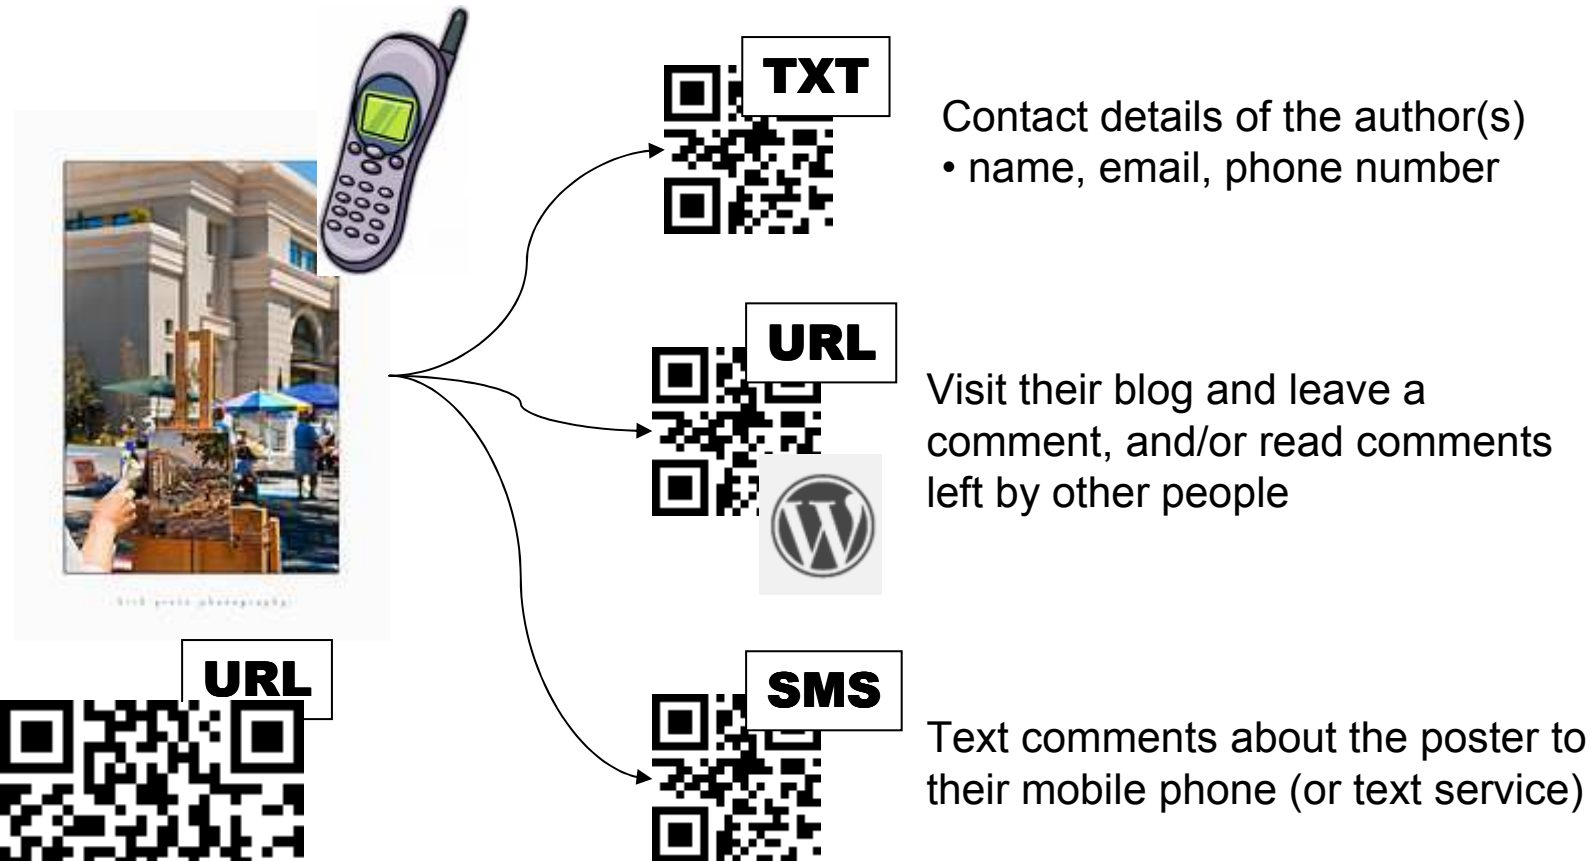 TXT
Contact details of the author(s)
• name, email, phone number
URL
Visit their blog and leave a
comment, and/or read comments
left by other people
W
photography
URL
SMS
Text comments about the poster to
their mobile phone (or text service)